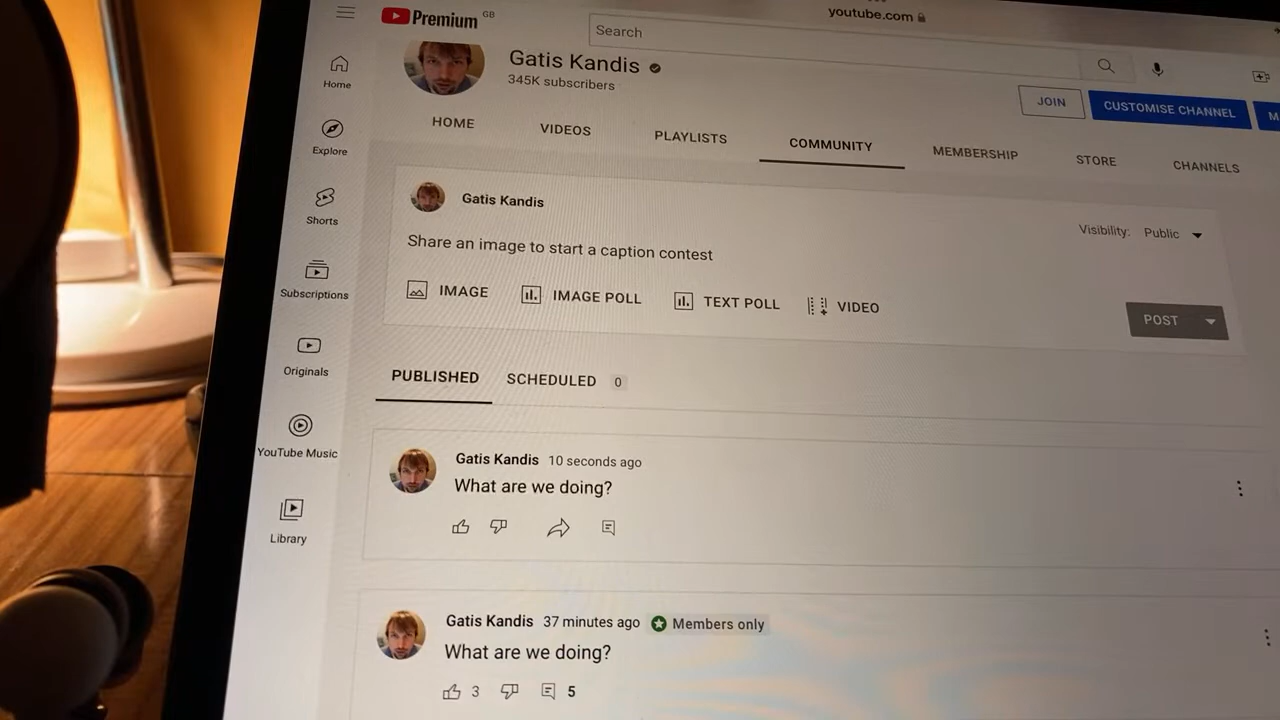 youtube.com
Premium GB
Search
Gatis Kandis
345K subscribers
JOIN
CUSTOMISE CHANNEL
HOME VIDEOS PLAYLISTS COMMUNITY MEMBERSHIP STORE CHANNELS
Home
Explore
Shorts
Subscriptions
Originals
YouTube Music
Library
Gatis Kandis
Visibility: Public
Share an image to start a caption contest
IMAGE IMAGE POLL TEXT POLL VIDEO
POST
PUBLISHED SCHEDULED 0
Gatis Kandis 10 seconds ago
What are we doing?
Gatis Kandis 37 minutes ago Members only
What are we doing?
3 5